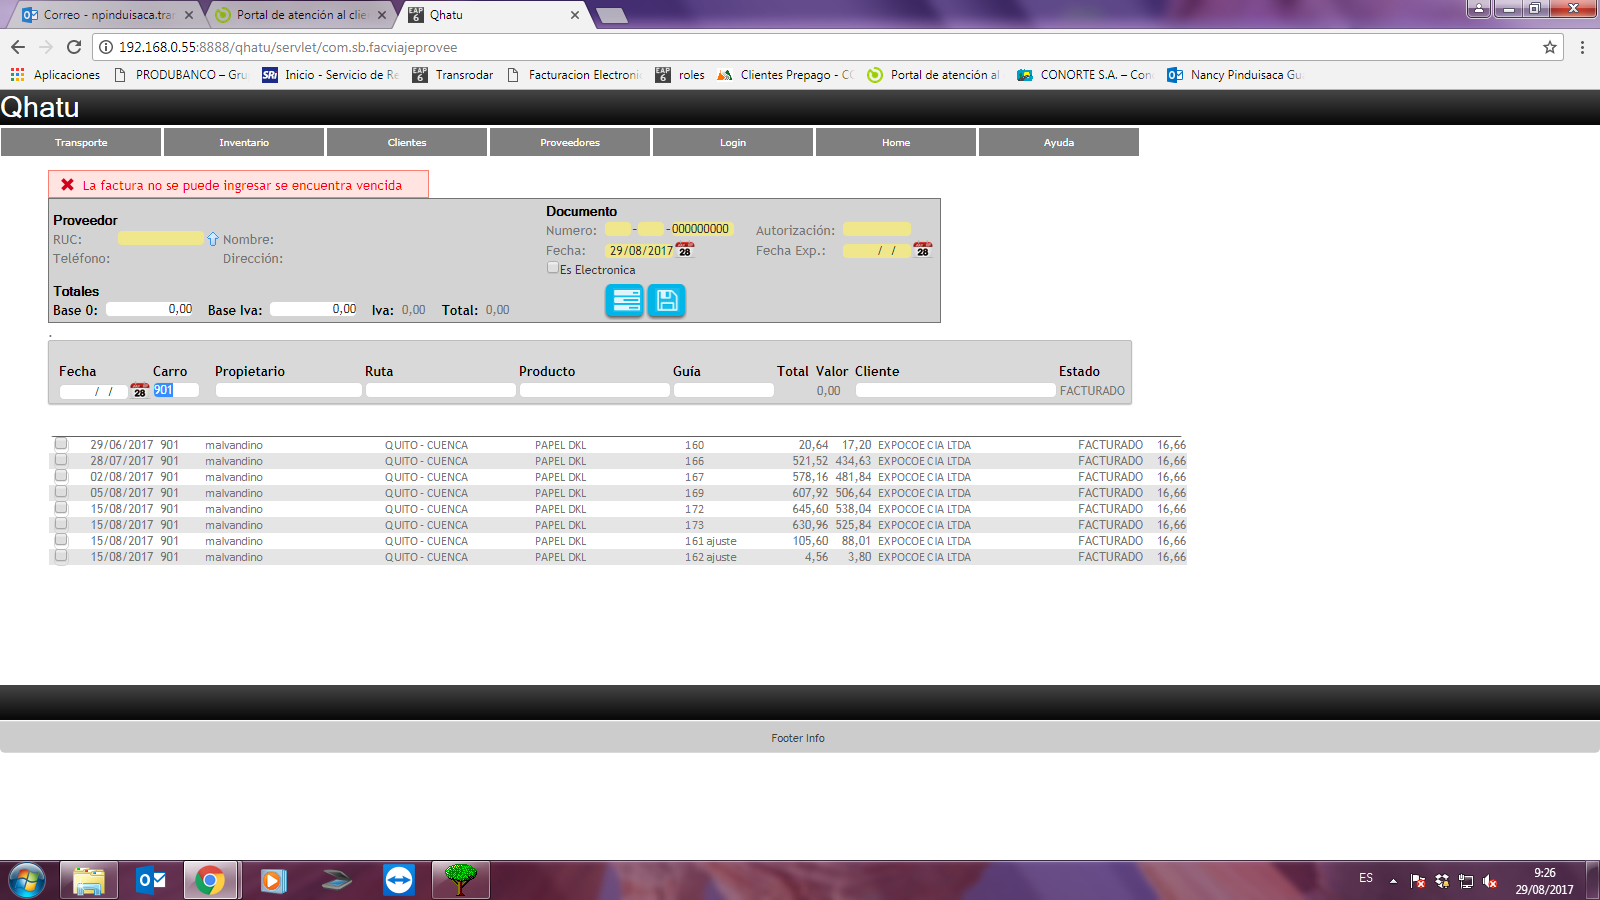 Correo - npinduisaca.tra
Portal de atención al clie
Qhatu
192.168.0.55:8888/qhatu/servlet/com.sb.facviajeprovee
Aplicaciones PRODUBANCO – Gru Inicio - Servicio de Re Transrodar Facturacion Electroni roles Clientes Prepago - CO Portal de atención al CONORTE S.A. – Con Nancy Pinduisaca Gu
Qhatu
Transporte Inventario Clientes Proveedores Login Home Ayuda
La factura no se puede ingresar se encuentra vencida
Proveedor
RUC: Nombre:
Teléfono: Dirección:
Documento
Numero: - -000000000 Autorización:
Fecha: 29/08/2017 28 Fecha Exp.: / / 28
Es Electronica
Totales
Base 0: 0,00 Base Iva: 0,00 Iva: 0,00 Total: 0,00
.
Fecha Carro Propietario Ruta Producto Guía Total Valor Cliente Estado
/ / 28 901 0,00 FACTURADO
29/06/2017 901 malvandino QUITO - CUENCA PAPEL DKL 160 20,64 17,20 EXPOCOE CIA LTDA FACTURADO 16,66
28/07/2017 901 malvandino QUITO - CUENCA PAPEL DKL 166 521,52 434,63 EXPOCOE CIA LTDA FACTURADO 16,66
02/08/2017 901 malvandino QUITO - CUENCA PAPEL DKL 167 578,16 481,84 EXPOCOE CIA LTDA FACTURADO 16,66
05/08/2017 901 malvandino QUITO - CUENCA PAPEL DKL 169 607,92 506,64 EXPOCOE CIA LTDA FACTURADO 16,66
15/08/2017 901 malvandino QUITO - CUENCA PAPEL DKL 172 645,60 538,04 EXPOCOE CIA LTDA FACTURADO 16,66
15/08/2017 901 malvandino QUITO - CUENCA PAPEL DKL 173 630,96 525,84 EXPOCOE CIA LTDA FACTURADO 16,66
15/08/2017 901 malvandino QUITO - CUENCA PAPEL DKL 161 ajuste 105,60 88,01 EXPOCOE CIA LTDA FACTURADO 16,66
15/08/2017 901 malvandino QUITO - CUENCA PAPEL DKL 162 ajuste 4,56 3,80 EXPOCOE CIA LTDA FACTURADO 16,66
Footer Info
ES
9:26
29/08/2017